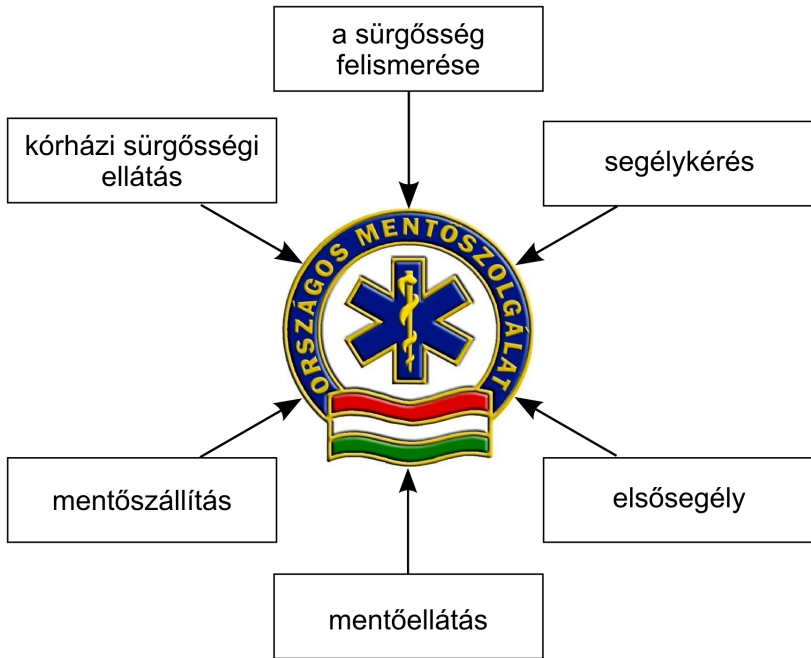 a sürgősség
felismerése
kórházi sürgősségi
ellátás
segélykérés
ORSZÁGOS MENTŐSZOLGÁLAT
mentőszállítás
elsősegély
mentőellátás